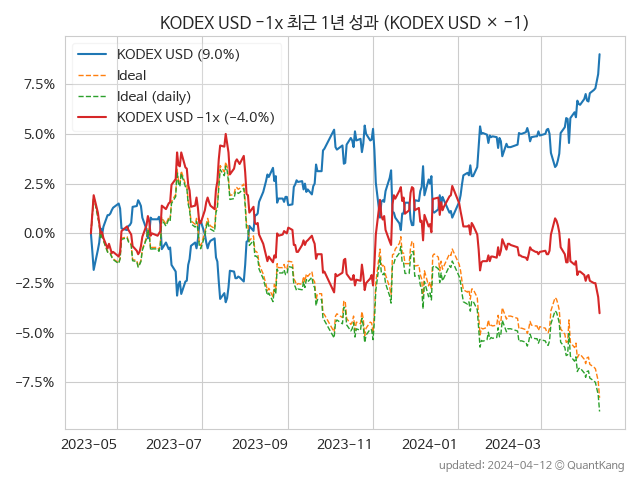 KODEX USD −1x 최근 1년 성과 (KODEX USD × −1)
KODEX USD (9.0%)
Ideal
Ideal (daily)
KODEX USD −1x (−4.0%)
7.5%
5.0%
2.5%
0.0%
−2.5%
−5.0%
−7.5%
2023-05 2023-07 2023-09 2023-11 2024-01 2024-03
updated: 2024-04-12 © QuantKang